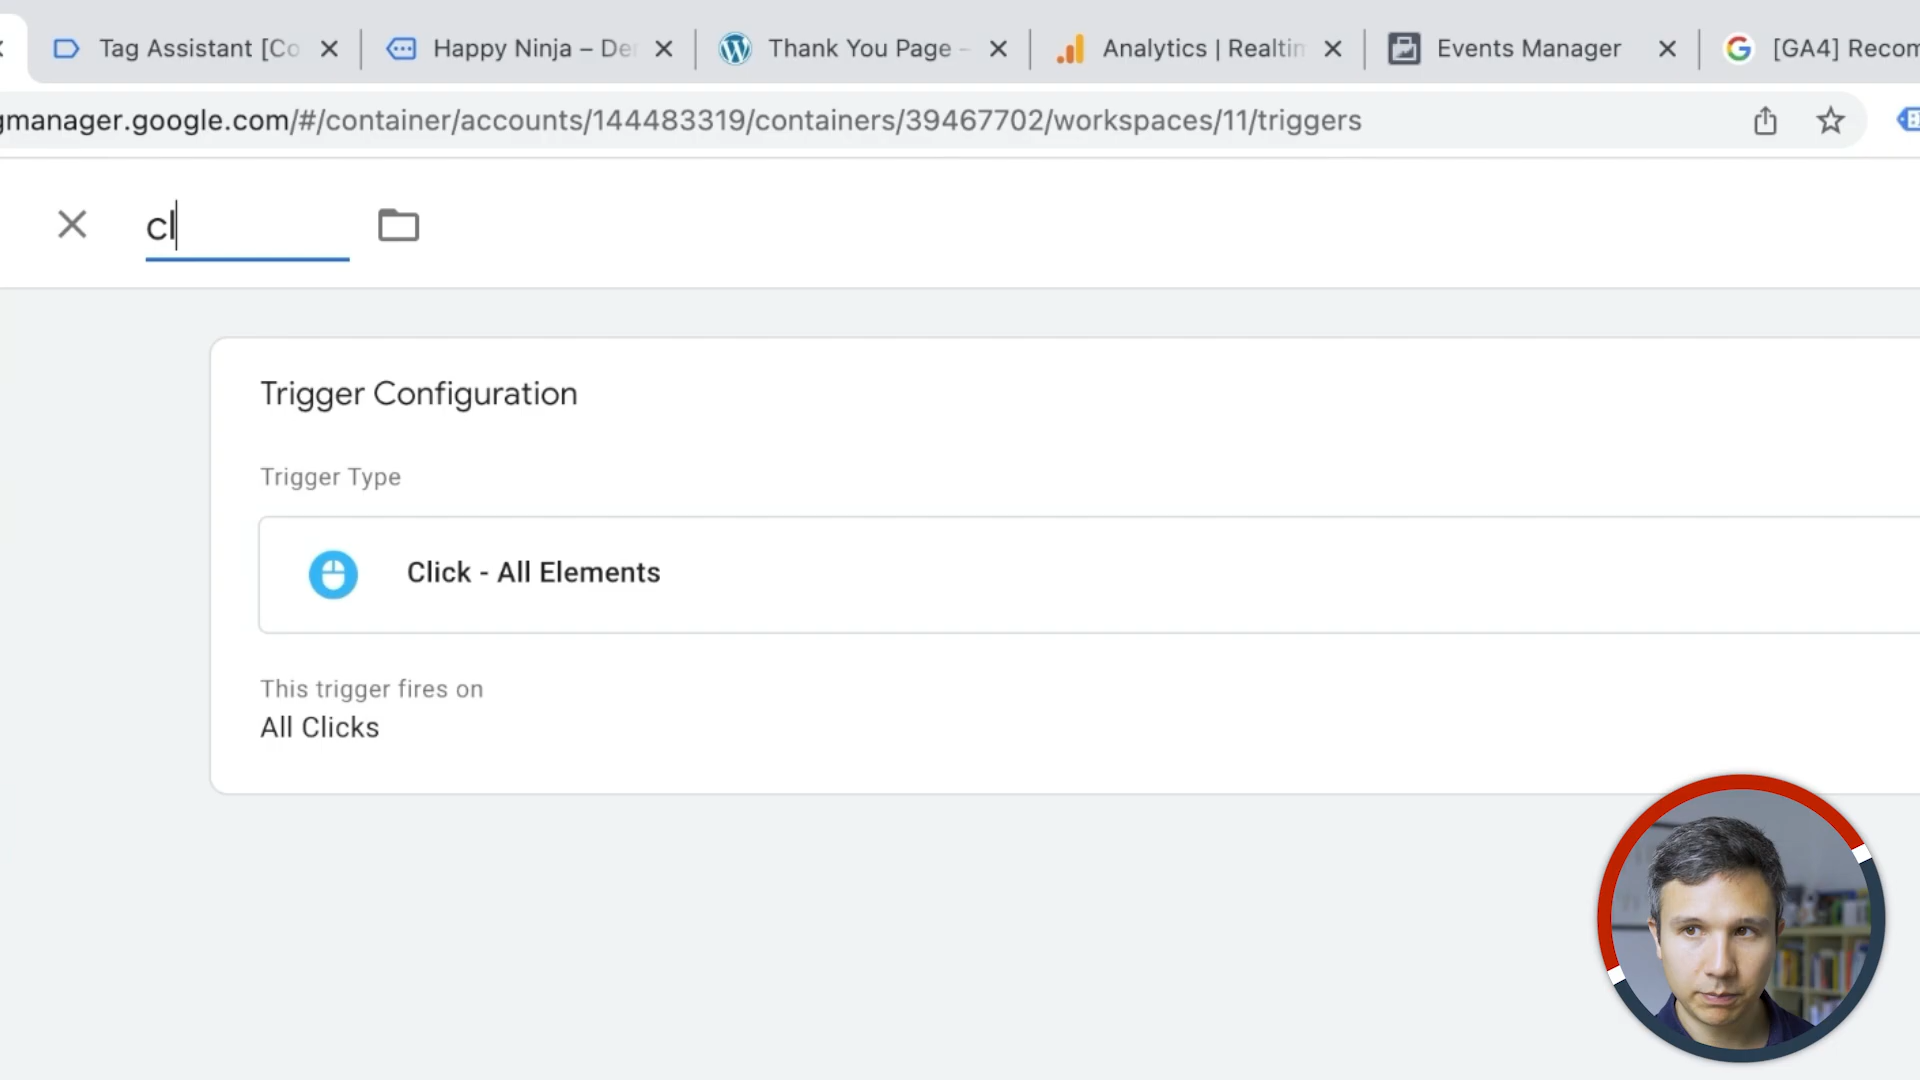 Tag Assistant [Co
Happy Ninja – De
Thank You Page –
Analytics | Realtin
Events Manager
[GA4] Recom
gmanager.google.com/#/container/accounts/144483319/containers/39467702/workspaces/11/triggers
cl
Trigger Configuration
Trigger Type
Click - All Elements
This trigger fires on
All Clicks